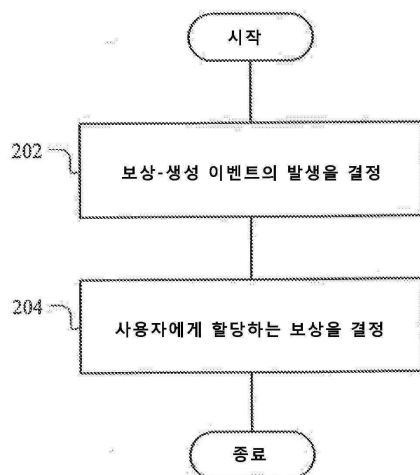 시작
202
보상-생성 이벤트의 발생을 결정
204
사용자에게 할당하는 보상을 결정
종료